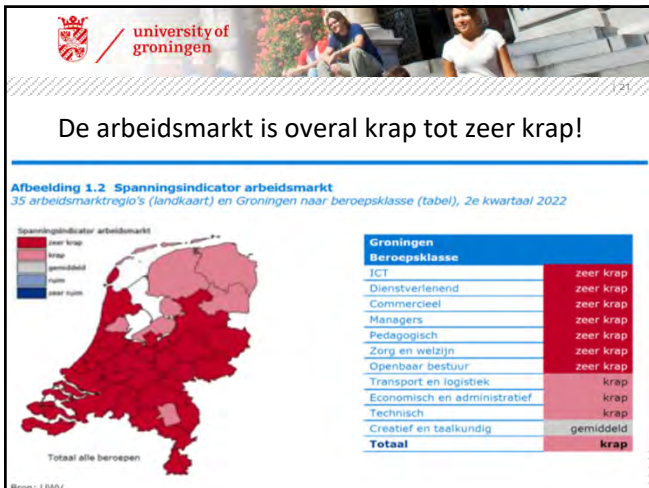 university of
groningen
| 21
De arbeidsmarkt is overal krap tot zeer krap!
Afbeelding 1.2 Spanningsindicator arbeidsmarkt
35 arbeidsmarktregio's (landkaart) en Groningen naar beroepsklasse (tabel), 2e kwartaal 2022
Spanningsindicator arbeidsmarkt
zeer krap
krap
gemiddeld
ruim
zeer ruim
Totaal alle beroepen
Groningen
Beroepsklasse
ICT zeer krap
Dienstverlenend zeer krap
Commercieel zeer krap
Managers zeer krap
Pedagogisch zeer krap
Zorg en welzijn zeer krap
Openbaar bestuur zeer krap
Transport en logistiek krap
Economisch en administratief krap
Technisch krap
Creatief en taalkundig gemiddeld
Totaal krap
Bron: UWV